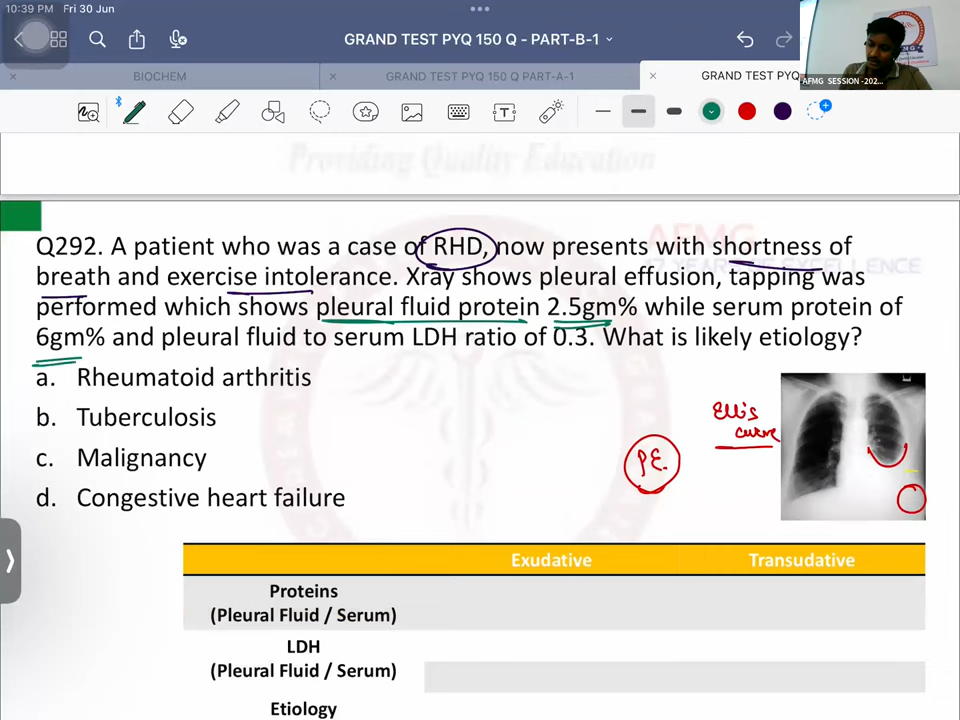 10:39 PM Fri 30 Jun
GRAND TEST PYQ 150 Q - PART-B-1
BIOCHEM
GRAND TEST PYQ 150 Q PART-A-1
GRAND TEST PYQ
AFMG SESSION -202...
Providing Quality Education
AFMG
17 YEARS OF EXCELLENCE
Q292. A patient who was a case of RHD, now presents with shortness of
breath and exercise intolerance. Xray shows pleural effusion, tapping was
performed which shows pleural fluid protein 2.5gm% while serum protein of
6gm% and pleural fluid to serum LDH ratio of 0.3. What is likely etiology?
a. Rheumatoid arthritis
b. Tuberculosis
c. Malignancy
d. Congestive heart failure
Ellis
curve
P.E.
Exudative Transudative
Proteins
(Pleural Fluid / Serum)
LDH
(Pleural Fluid / Serum)
Etiology